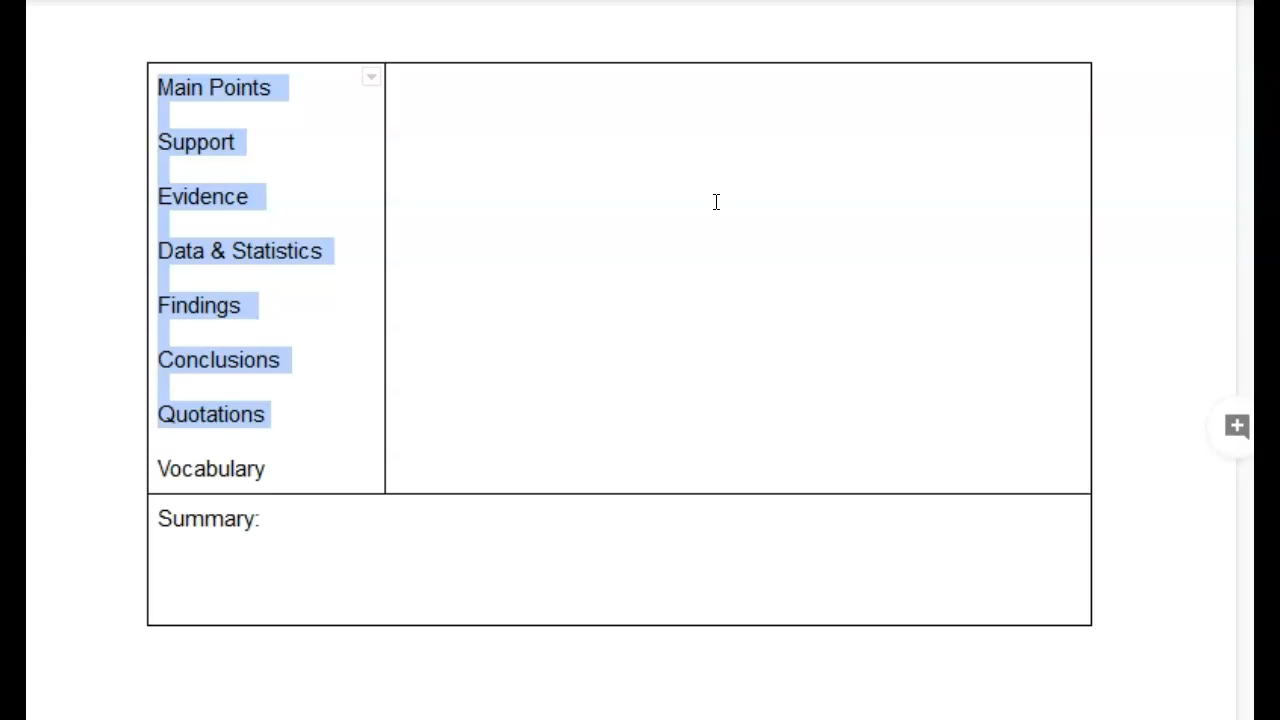 Main Points
Support
Evidence
Data & Statistics
Findings
Conclusions
Quotations
Vocabulary
Summary: